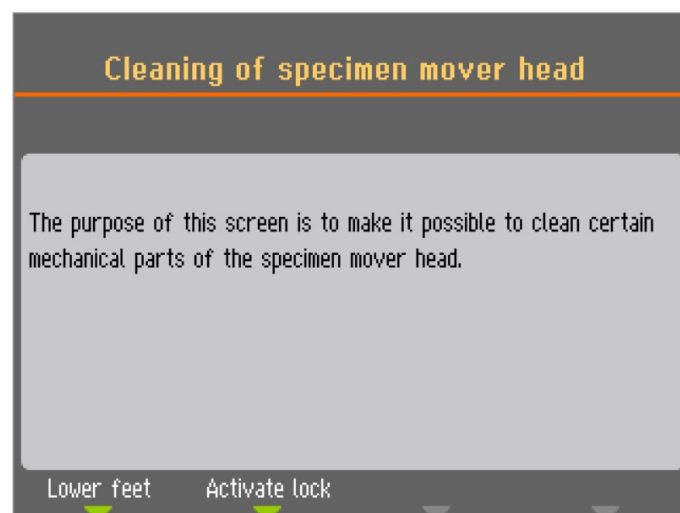 Cleaning of specimen mover head
The purpose of this screen is to make it possible to clean certain
mechanical parts of the specimen mover head.
Lower feet Activate lock